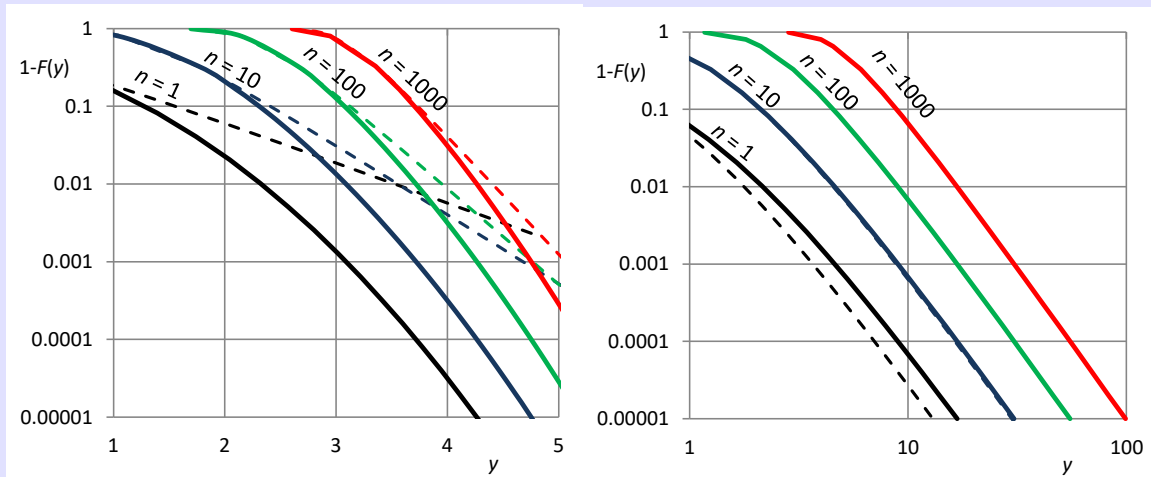 1
1-F(y)
0.1
0.01
0.001
0.0001
0.00001
n = 1
n = 10
n = 100
n = 1000
1 2 3 4 5
y
1
1-F(y)
0.1
0.01
0.001
0.0001
0.00001
n = 1
n = 10
n = 100
n = 1000
1 10 100
y